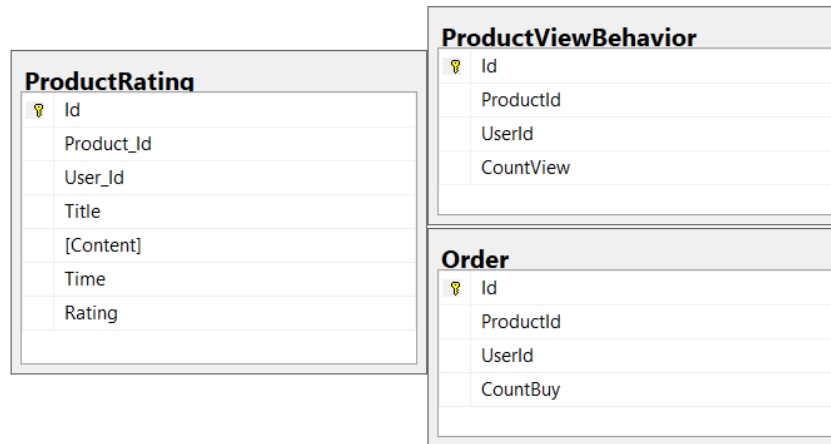 ProductRating
Id
Product_Id
User_Id
Title
[Content]
Time
Rating
ProductViewBehavior
Id
ProductId
UserId
CountView
Order
Id
ProductId
UserId
CountBuy